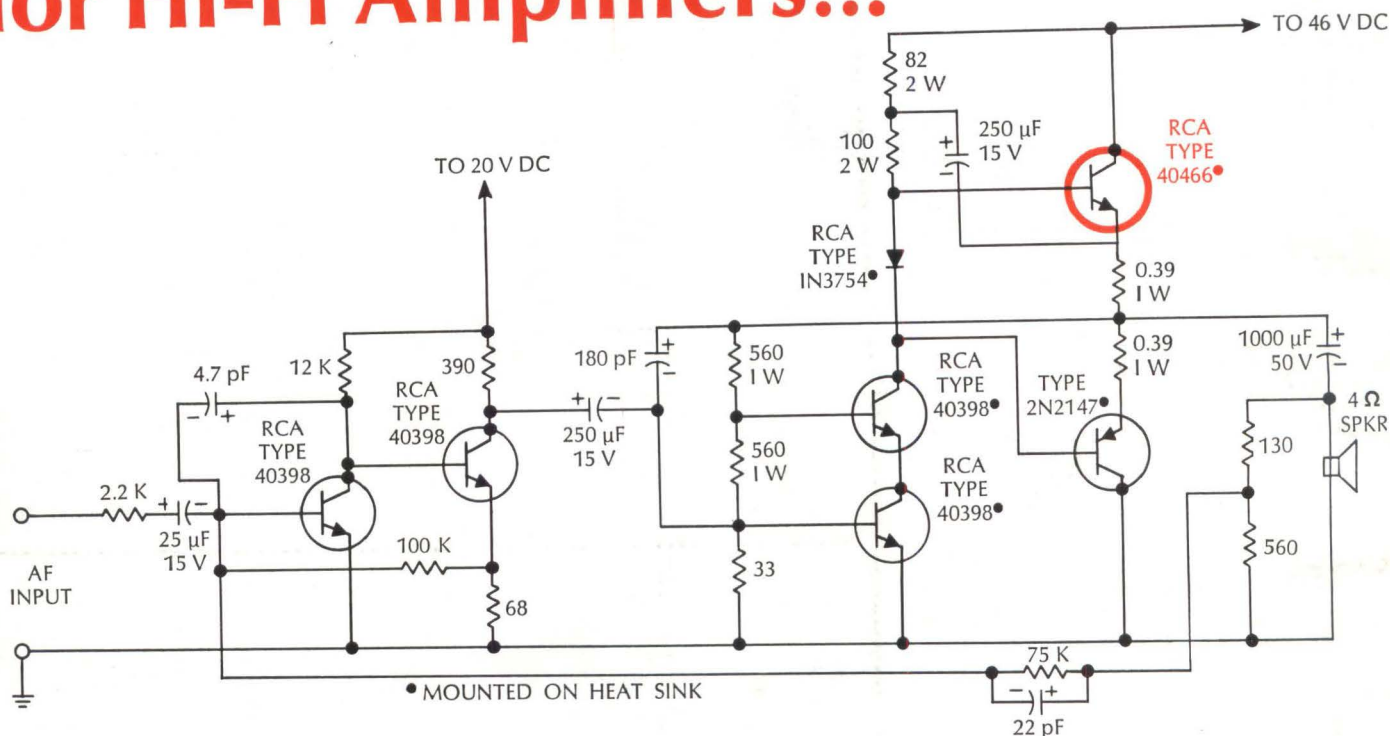 for Hi-Fi Amplifiers...
TO 46 V DC
82
2 W
100
2 W
+
250 μF
15 V
-
RCA
TYPE
40466●
TO 20 V DC
RCA
TYPE
IN3754●
0.39
I W
0.39
I W
1000 μF
50 V
+
-
4 Ω
SPKR
4.7 pF
- +
12 K
390
RCA
TYPE
40398
RCA
TYPE
40398
180 pF
+
-
+ -
250 μF
15 V
560
I W
560
I W
RCA
TYPE
40398●
RCA
TYPE
40398●
TYPE
2N2147●
130
560
2.2 K
+ -
25 μF
15 V
AF
INPUT
100 K
68
33
● MOUNTED ON HEAT SINK
75 K
- +
22 pF